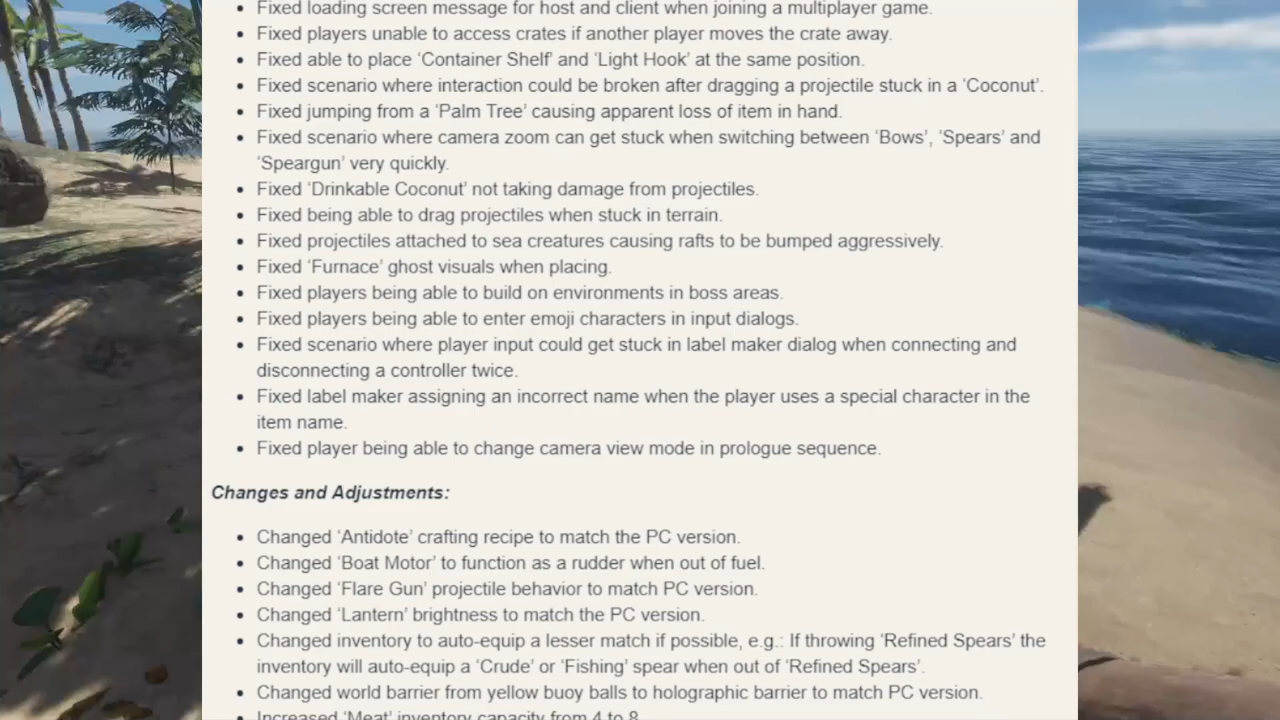 Fixed loading screen message for host and client when joining a multiplayer game.
Fixed players unable to access crates if another player moves the crate away.
Fixed able to place ‘Container Shelf’ and ‘Light Hook’ at the same position.
Fixed scenario where interaction could be broken after dragging a projectile stuck in a ‘Coconut’.
Fixed jumping from a ‘Palm Tree’ causing apparent loss of item in hand.
Fixed scenario where camera zoom can get stuck when switching between ‘Bows’, ‘Spears’ and
‘Speargun’ very quickly.
Fixed ‘Drinkable Coconut’ not taking damage from projectiles.
Fixed being able to drag projectiles when stuck in terrain.
Fixed projectiles attached to sea creatures causing rafts to be bumped aggressively.
Fixed ‘Furnace’ ghost visuals when placing.
Fixed players being able to build on environments in boss areas.
Fixed players being able to enter emoji characters in input dialogs.
Fixed scenario where player input could get stuck in label maker dialog when connecting and
disconnecting a controller twice.
Fixed label maker assigning an incorrect name when the player uses a special character in the
item name.
Fixed player being able to change camera view mode in prologue sequence.
Changes and Adjustments:
Changed ‘Antidote’ crafting recipe to match the PC version.
Changed ‘Boat Motor’ to function as a rudder when out of fuel.
Changed ‘Flare Gun’ projectile behavior to match PC version.
Changed ‘Lantern’ brightness to match the PC version.
Changed inventory to auto-equip a lesser match if possible, e.g.: If throwing ‘Refined Spears’ the
inventory will auto-equip a ‘Crude’ or ‘Fishing’ spear when out of ‘Refined Spears’.
Changed world barrier from yellow buoy balls to holographic barrier to match PC version.
Increased ‘Meat’ inventory capacity from 4 to 8